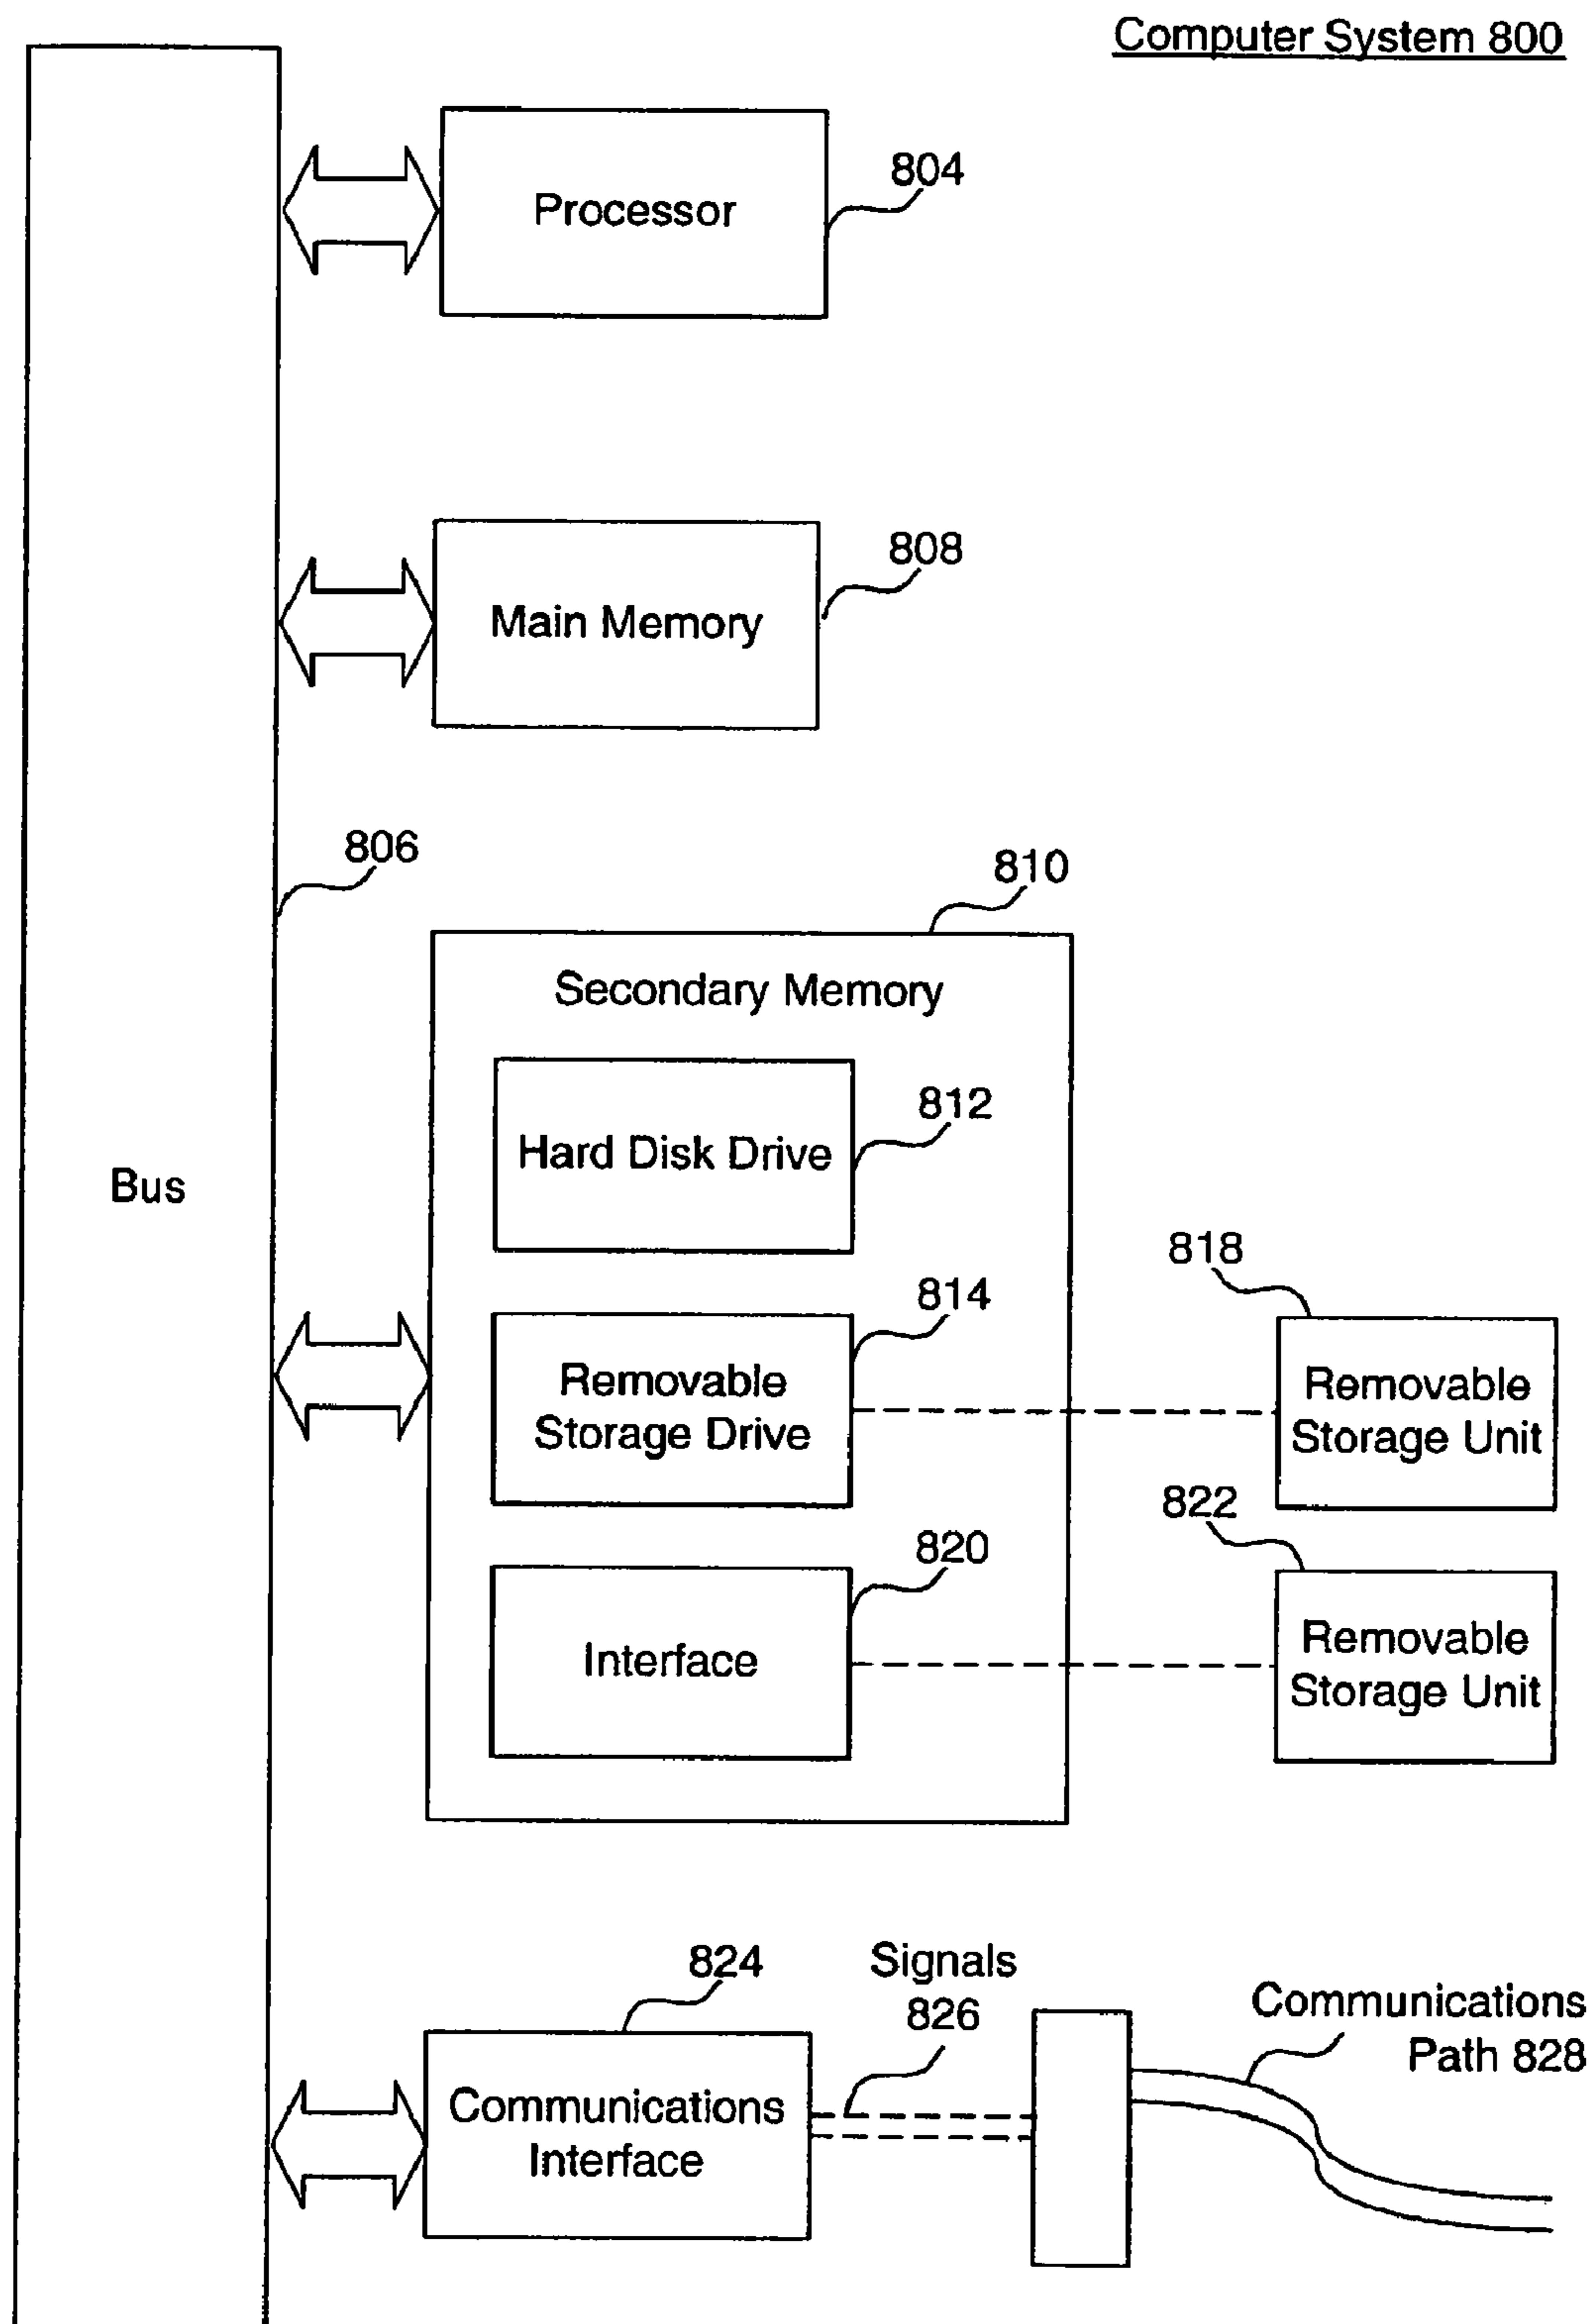 Computer System 800
804
Processor
808
Main Memory
806
810
Secondary Memory
812
Hard Disk Drive
Bus
818
814
Removable
Storage Drive
Removable
Storage Unit
822
820
Interface
Removable
Storage Unit
824
Signals
826
Communications
Path 828
Communications
Interface